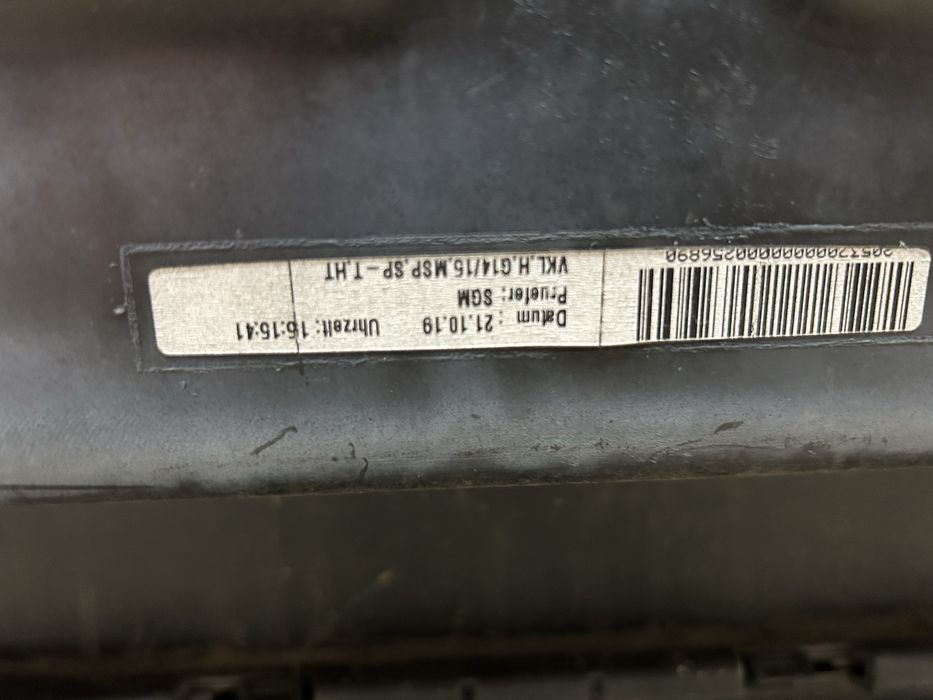 Datum : 21.10.19 Uhrzeit: 16:15:41
Pruefer: SGM
VKL,H,G14/15,MSP,SP-T,HT